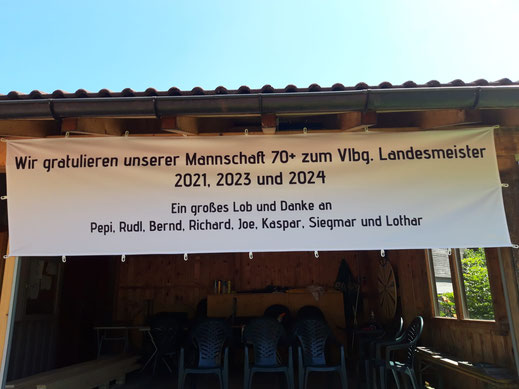 Wir gratulieren unserer Mannschaft 70+ zum Vlbg. Landesmeister
2021, 2023 und 2024
Ein großes Lob und Danke an
Pepi, Rudl, Bernd, Richard, Joe, Kaspar, Siegmar und Lothar